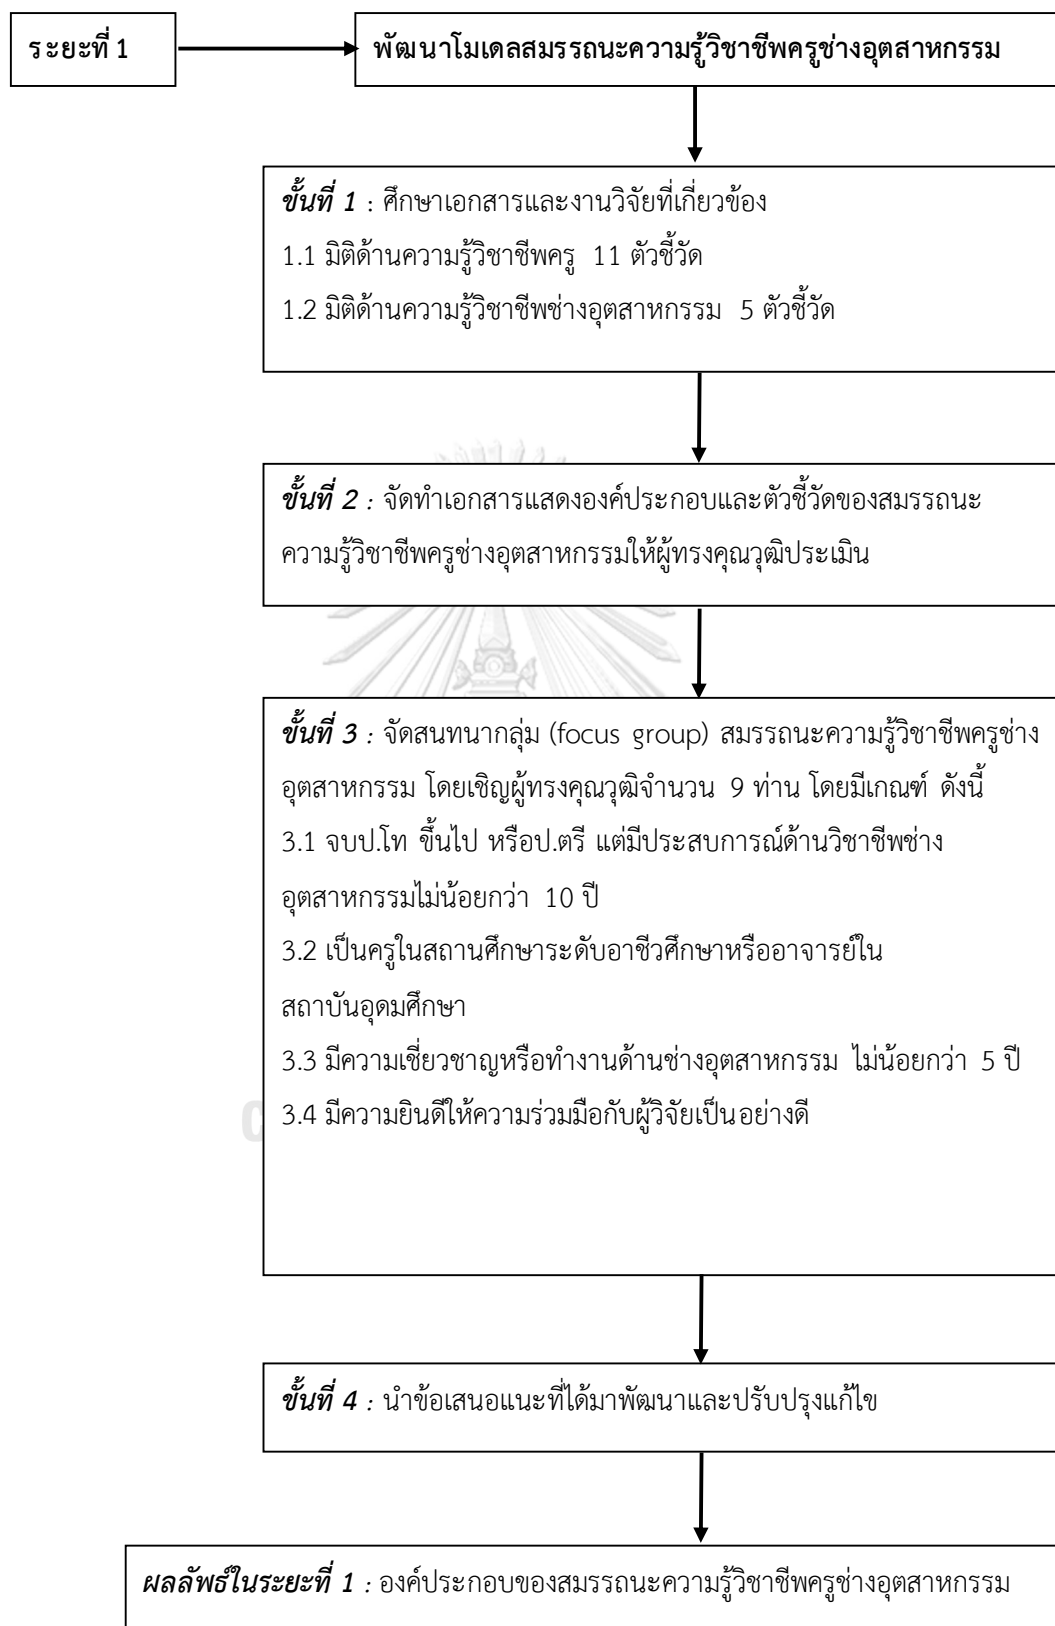 ระยะที่ 1
พัฒนาโมเดลสมรรถนะความรู้วิชาชีพครูช่างอุตสาหกรรม
ขั้นที่ 1 : ศึกษาเอกสารและงานวิจัยที่เกี่ยวข้อง
1.1 มิติด้านความรู้วิชาชีพครู 11 ตัวชี้วัด
1.2 มิติด้านความรู้วิชาชีพช่างอุตสาหกรรม 5 ตัวชี้วัด
ขั้นที่ 2 : จัดทำเอกสารแสดงองค์ประกอบและตัวชี้วัดของสมรรถนะ
ความรู้วิชาชีพครูช่างอุตสาหกรรมให้ผู้ทรงคุณวุฒิประเมิน
ขั้นที่ 3 : จัดสนทนากลุ่ม (focus group) สมรรถนะความรู้วิชาชีพครูช่าง
อุตสาหกรรม โดยเชิญผู้ทรงคุณวุฒิจำนวน 9 ท่าน โดยมีเกณฑ์ ดังนี้
3.1 จบป.โท ขึ้นไป หรือป.ตรี แต่มีประสบการณ์ด้านวิชาชีพช่าง
อุตสาหกรรมไม่น้อยกว่า 10 ปี
3.2 เป็นครูในสถานศึกษาระดับอาชีวศึกษาหรืออาจารย์ใน
สถาบันอุดมศึกษา
3.3 มีความเชี่ยวชาญหรือทำงานด้านช่างอุตสาหกรรม ไม่น้อยกว่า 5 ปี
3.4 มีความยินดีให้ความร่วมมือกับผู้วิจัยเป็นอย่างดี
ขั้นที่ 4 : นำข้อเสนอแนะที่ได้มาพัฒนาและปรับปรุงแก้ไข
ผลลัพธ์ในระยะที่ 1 : องค์ประกอบของสมรรถนะความรู้วิชาชีพครูช่างอุตสาหกรรม